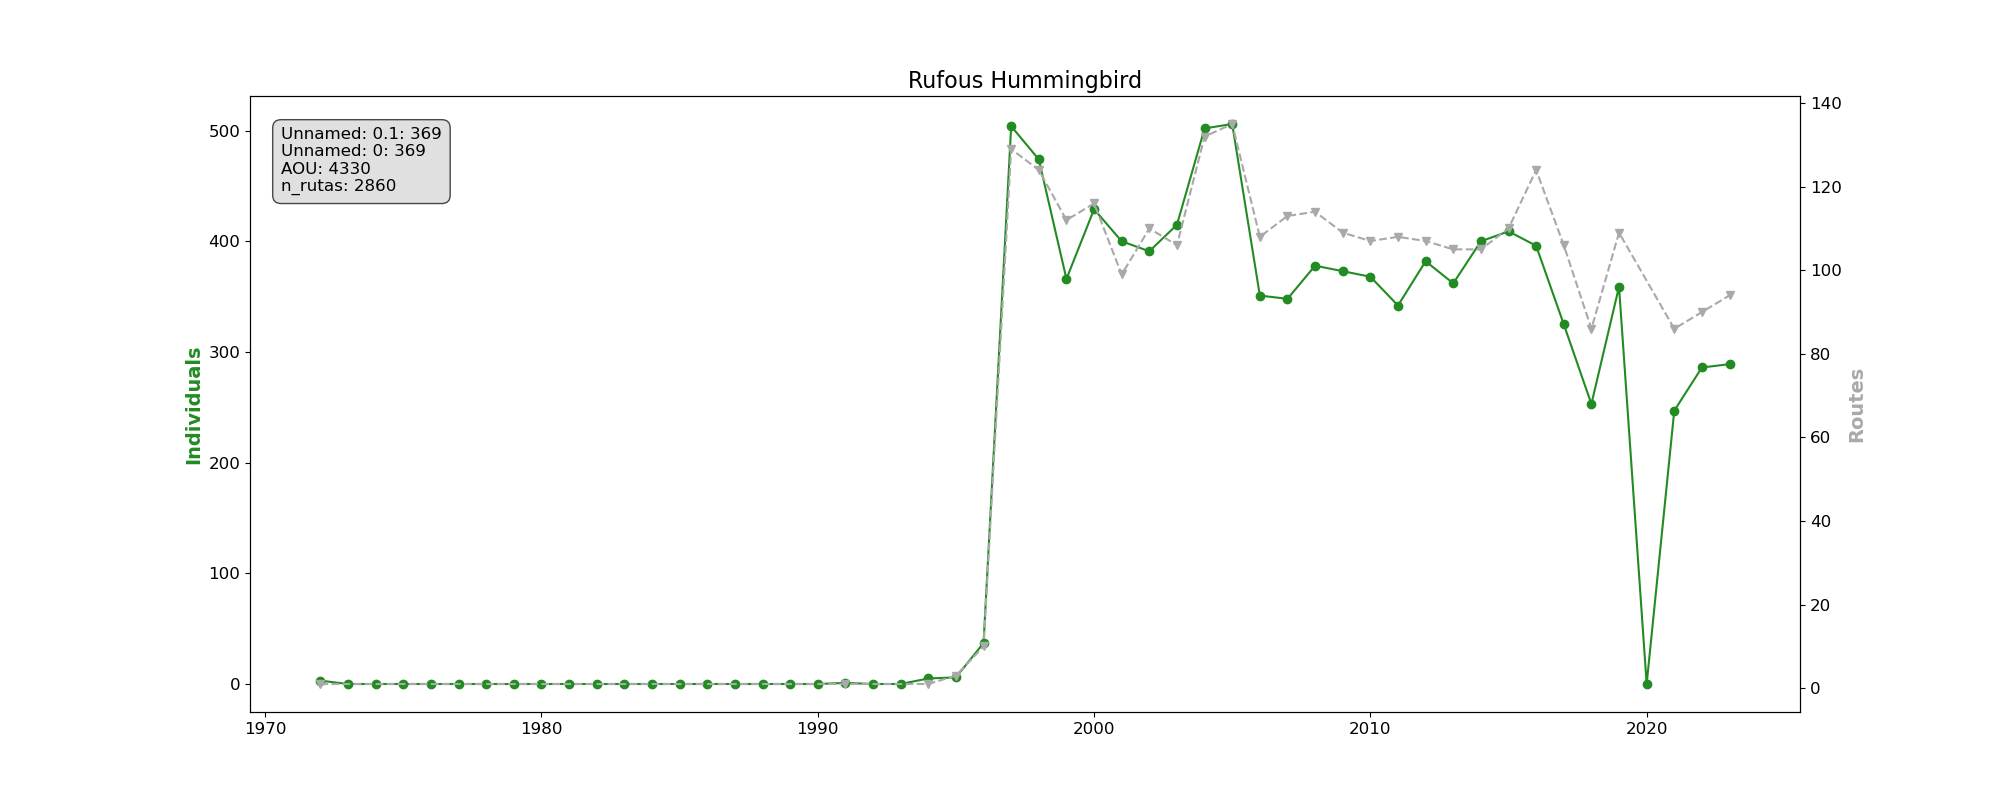 Rufous Hummingbird
Unnamed: 0.1: 369
Unnamed: 0: 369
AOU: 4330
n_rutas: 2860
Individuals
500
400
300
200
100
0
140
120
100
80
60
40
20
0
Routes
1970 1980 1990 2000 2010 2020